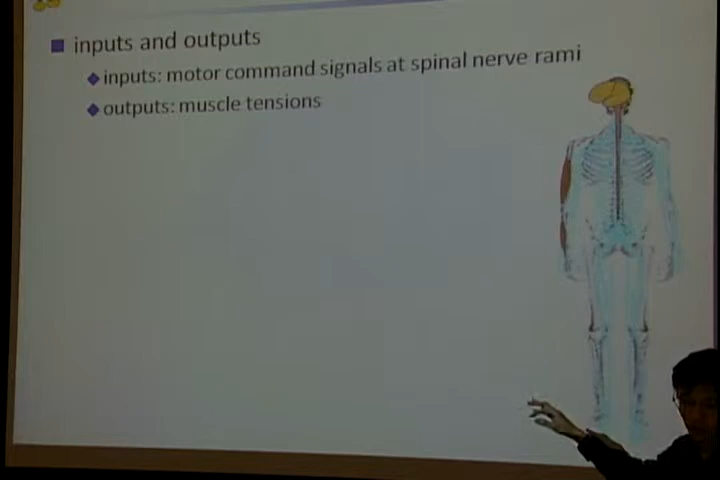 inputs and outputs
inputs: motor command signals at spinal nerve rami
outputs: muscle tensions